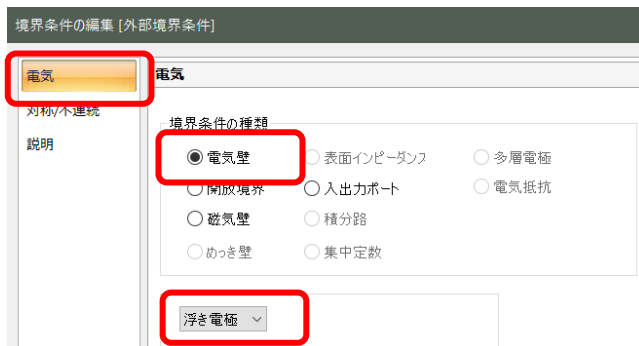 境界条件の編集 [外部境界条件]
電気
対称/不連続
説明
電気
境界条件の種類
電気壁
表面インピーダンス
多層電極
開放境界
入出力ポート
電気抵抗
磁気壁
積分路
めっき壁
集中定数
浮き電極